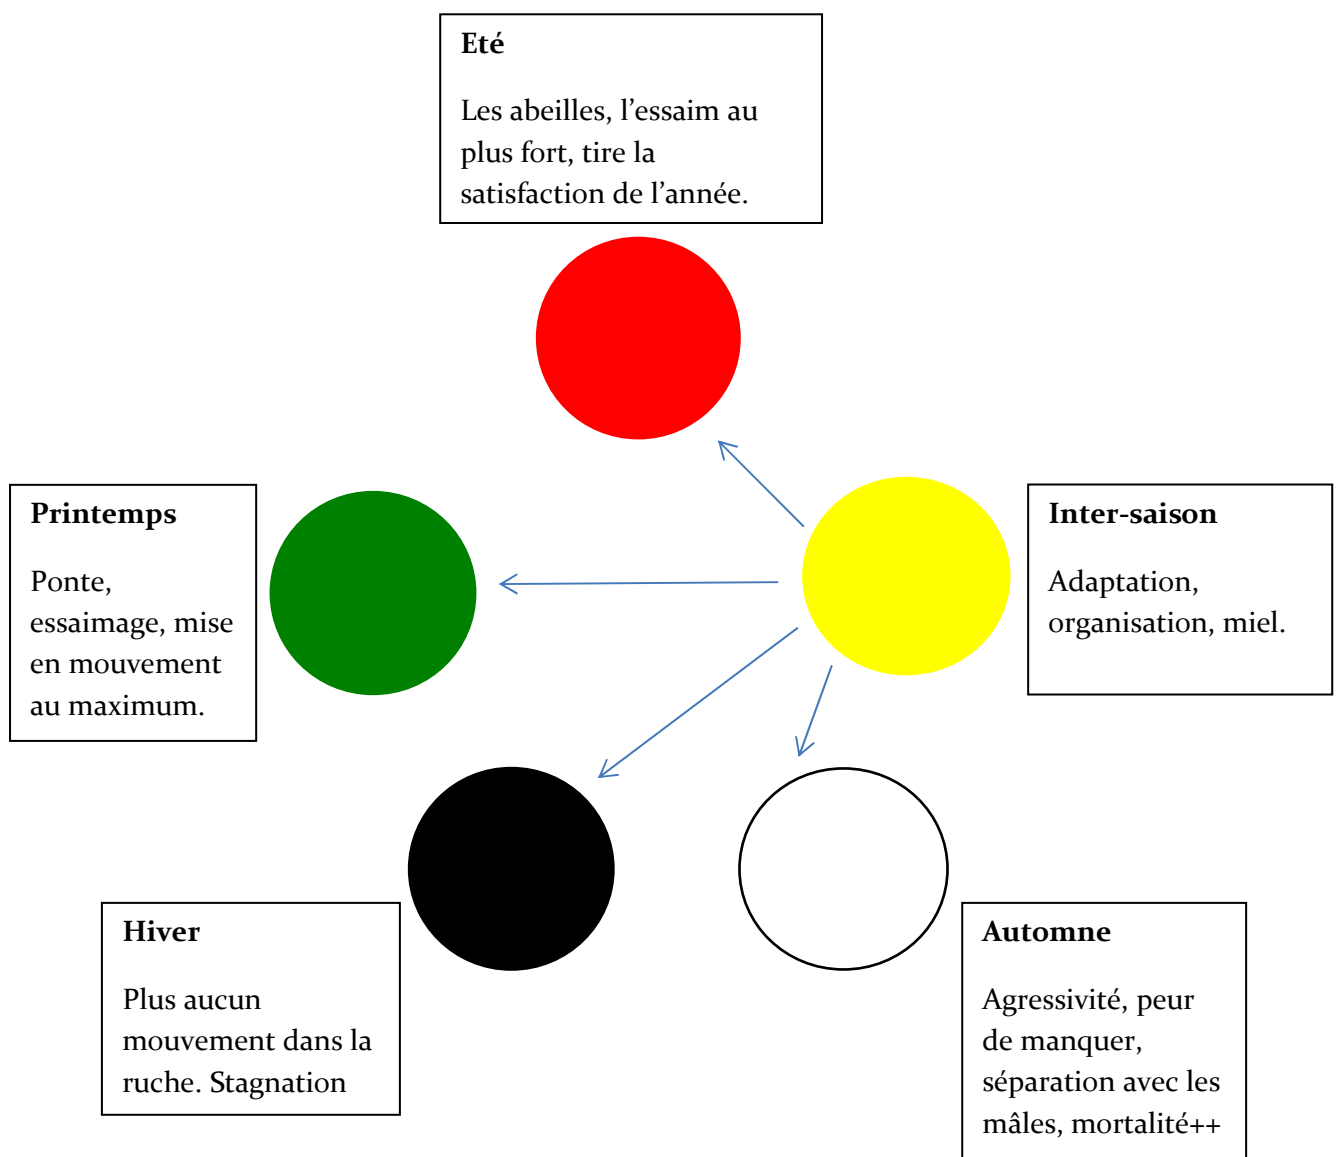 Eté
Les abeilles, l’essaim au
plus fort, tire la
satisfaction de l’année.
Printemps
Ponte,
essaimage, mise
en mouvement
au maximum.
Inter-saison
Adaptation,
organisation, miel.
Hiver
Plus aucun
mouvement dans la
ruche. Stagnation
Automne
Agressivité, peur
de manquer,
séparation avec les
mâles, mortalité++